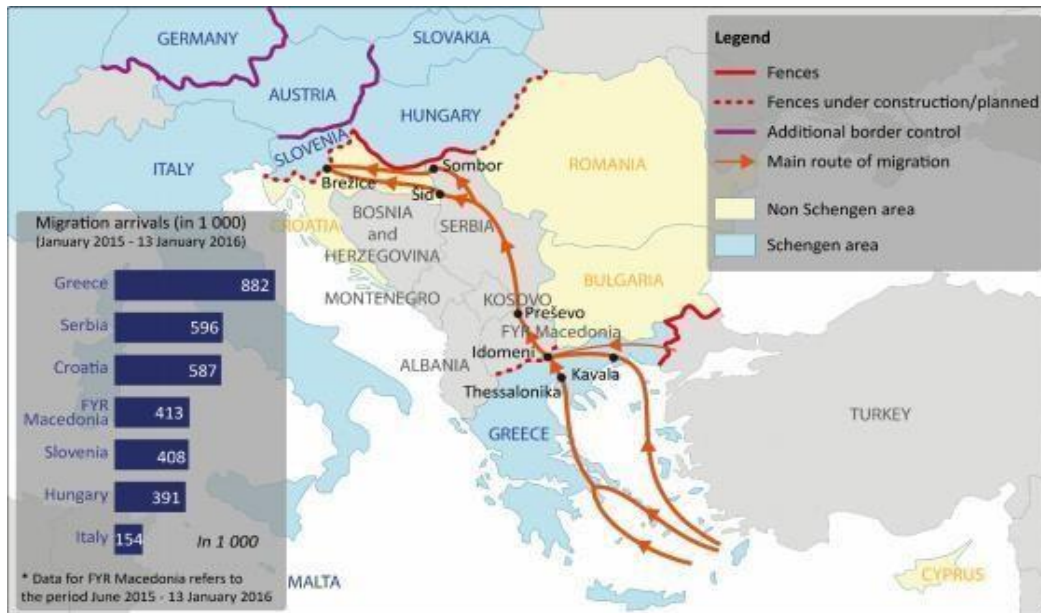 GERMANY
SLOVAKIA
AUSTRIA
HUNGARY
SLOVENIA
ITALY
ROMANIA
Brežice
Sombor
Šid
CROATIA
BOSNIA
and
HERZEGOVINA
SERBIA
MONTENEGRO
KOSOVO
BULGARIA
Preševo
FYR Macedonia
Idomeni
ALBANIA
Kavala
Thessalonika
GREECE
TURKEY
MALTA
CYPRUS
Legend
Fences
Fences under construction/planned
Additional border control
Main route of migration
Non Schengen area
Schengen area
Migration arrivals (in 1 000)
(January 2015 - 13 January 2016)
Greece 882
Serbia 596
Croatia 587
FYR
Macedonia 413
Slovenia 408
Hungary 391
Italy 154
In 1 000
* Data for FYR Macedonia refers to
the period June 2015 - 13 January 2016